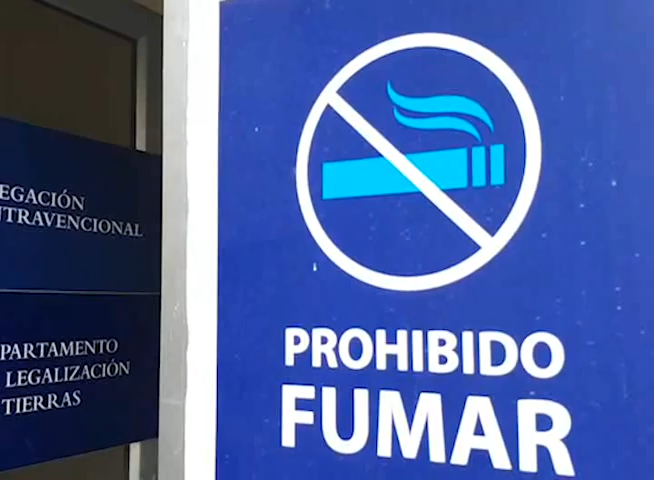 EGACIÓN
NTRAVENCIONAL
PARTAMENTO
LEGALIZACIÓN
TIERRAS
PROHIBIDO
FUMAR